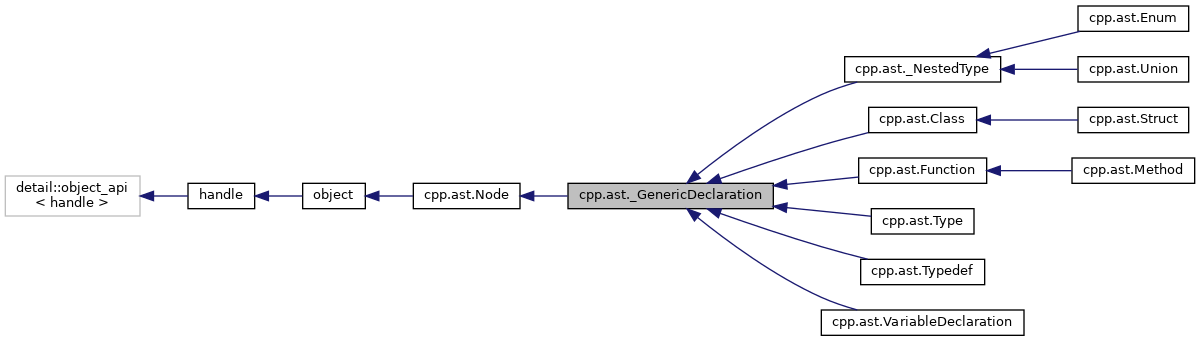 detail::object_api
< handle >
handle
object
cpp.ast.Node
cpp.ast._GenericDeclaration
cpp.ast._NestedType
cpp.ast.Enum
cpp.ast.Union
cpp.ast.Class
cpp.ast.Struct
cpp.ast.Function
cpp.ast.Method
cpp.ast.Type
cpp.ast.Typedef
cpp.ast.VariableDeclaration